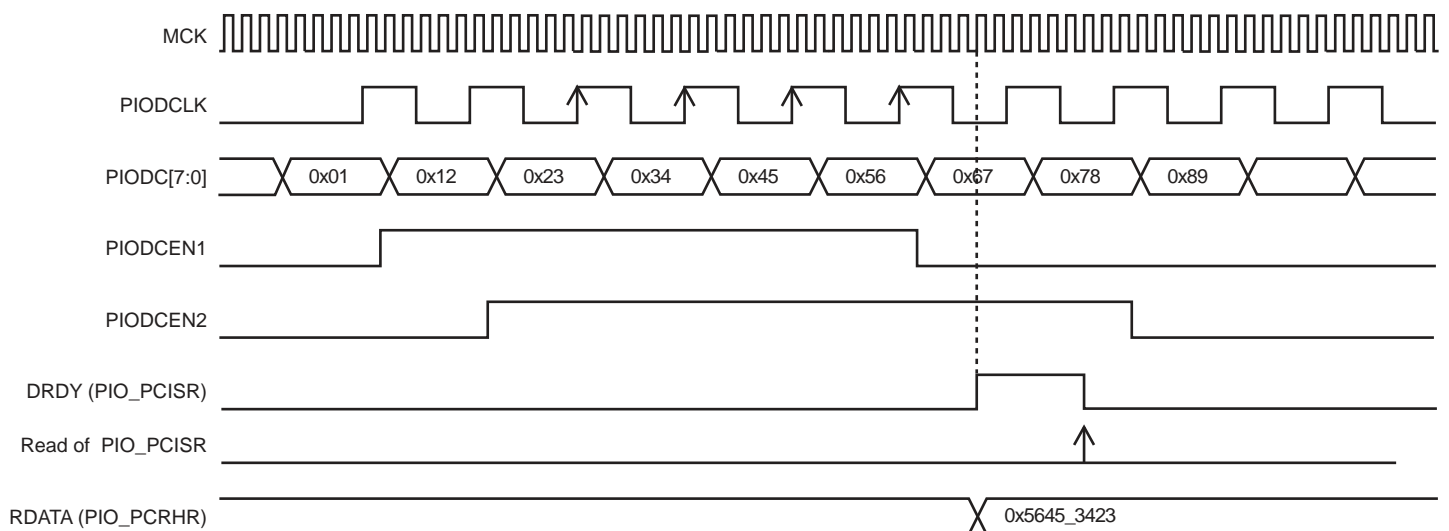 MCK
PIODCLK
PIODC[7:0] 0x01 0x12 0x23 0x34 0x45 0x56 0x67 0x78 0x89
PIODCEN1
PIODCEN2
DRDY (PIO_PCISR)
Read of PIO_PCISR
RDATA (PIO_PCRHR) 0x5645_3423